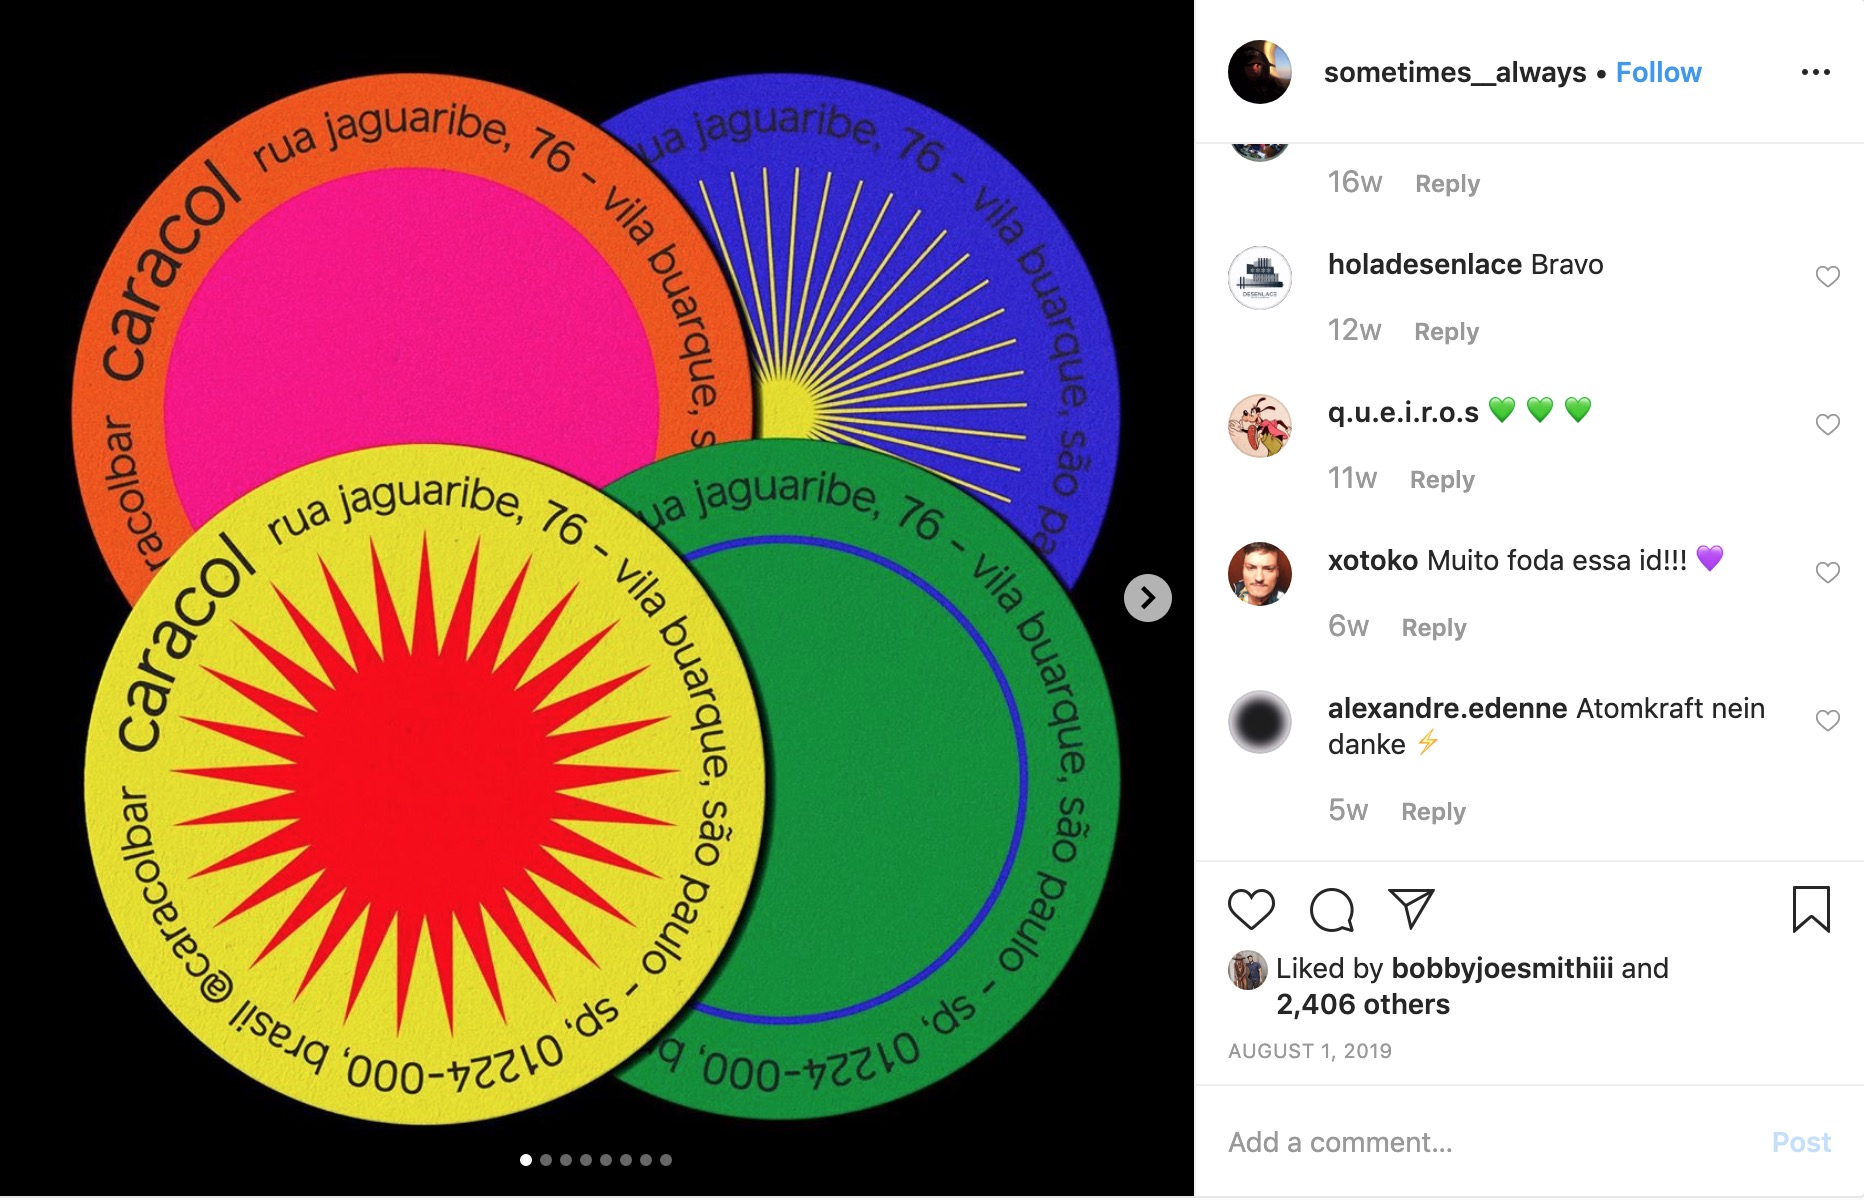 Caracol rua jaguaribe, 76 - vila buarque, s
racolbar
ua jaguaribe, 76 - vila buarque, são pa
Caracol rua jaguaribe, 76 - vila buarque, são paulo - sp, 01224-000, brasil @caracolbar
ua jaguaribe, 76 - vila buarque, são paulo - sp, 01224-000, b
sometimes__always • Follow
16w Reply
holadesenlace Bravo
DESENLACE
12w Reply
q.u.e.i.r.o.s 💚 💚 💚
11w Reply
xotoko Muito foda essa id!!! 💜
6w Reply
alexandre.edenne Atomkraft nein
danke ⚡
5w Reply
Liked by bobbyjoesmithiii and
2,406 others
AUGUST 1, 2019
Add a comment...
Post